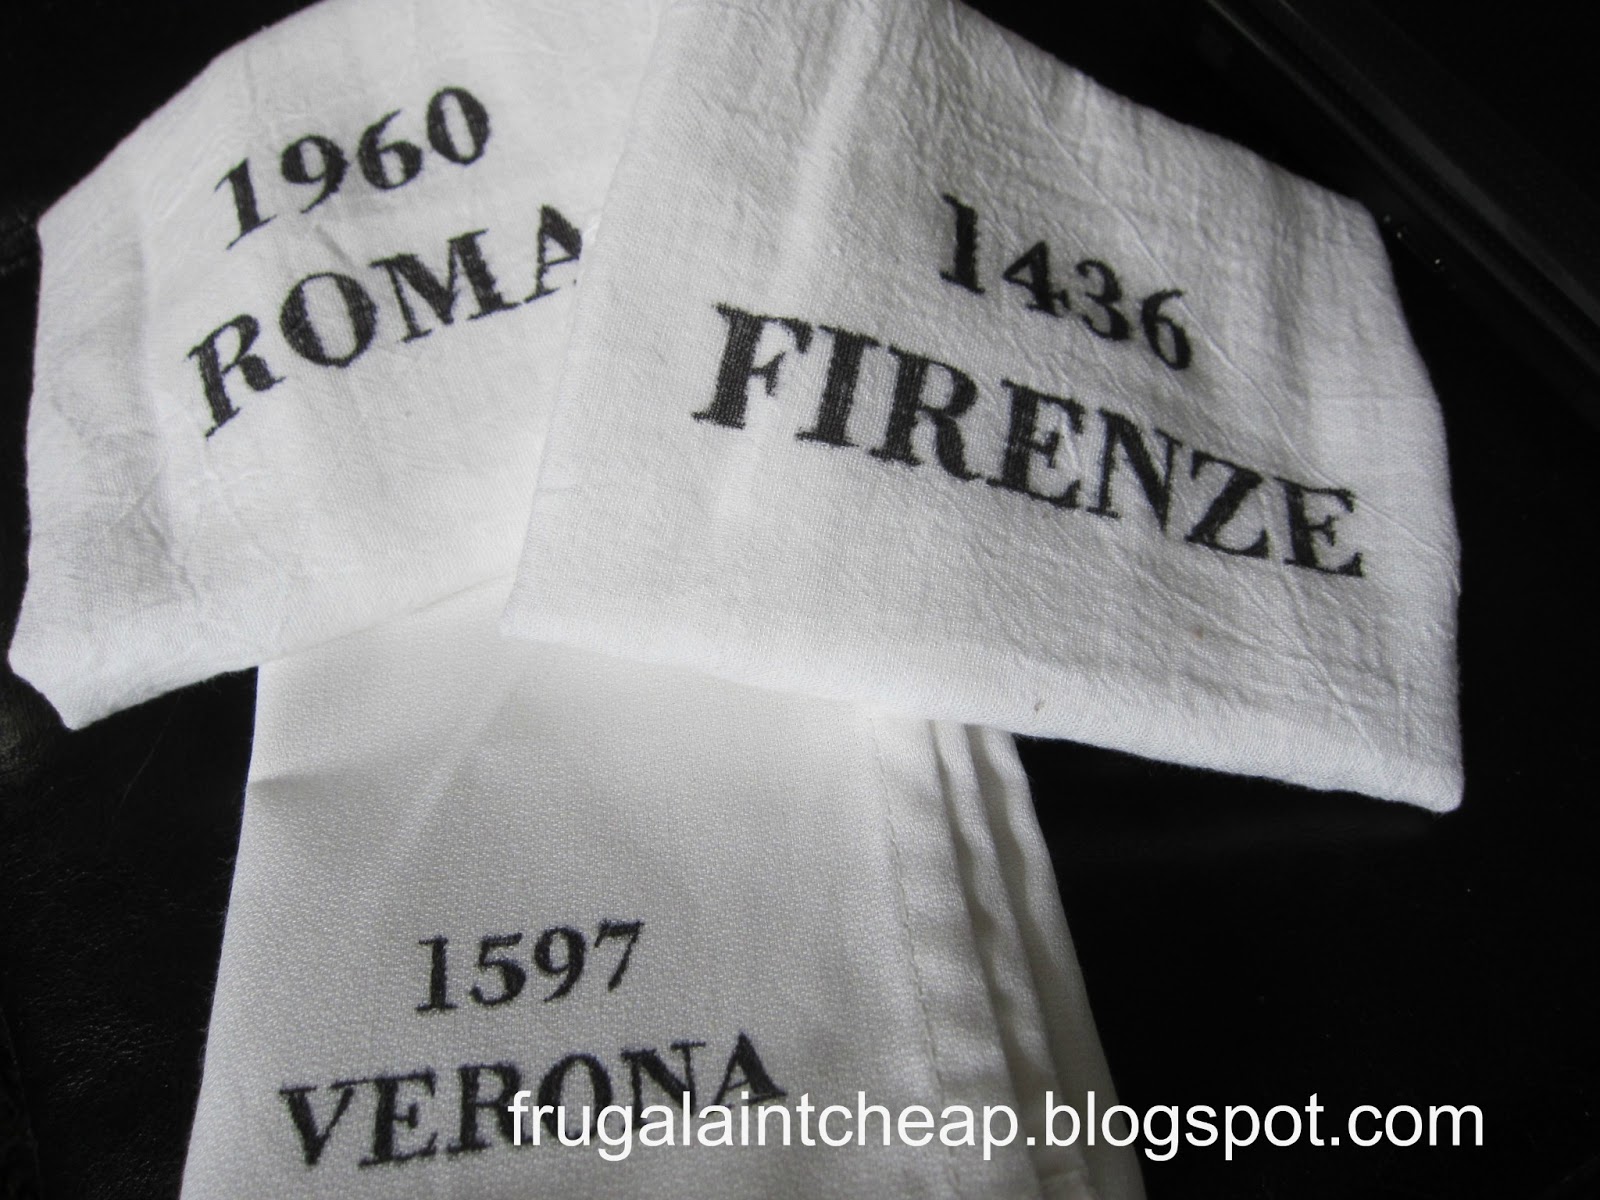 1960
ROMA
1436
FIRENZE
1597
VERONA
frugalaintcheap.blogspot.com